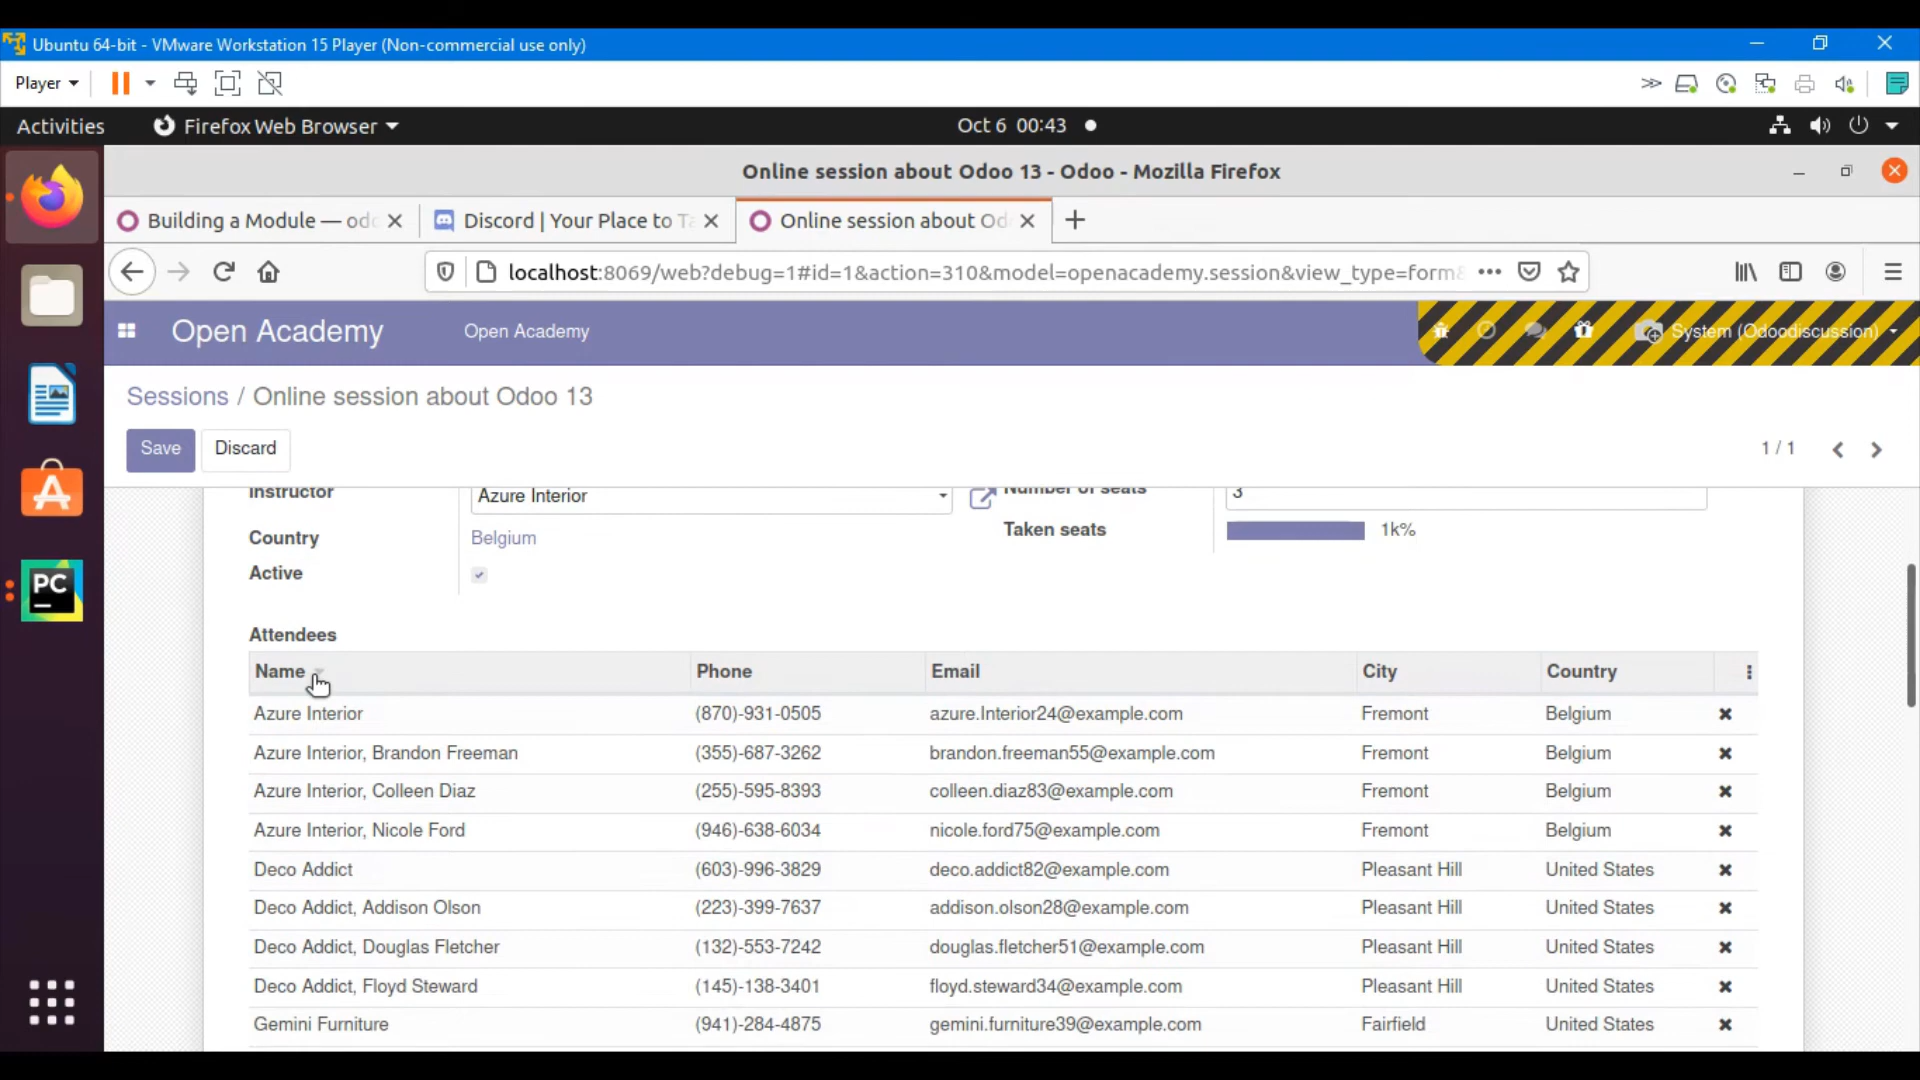 Ubuntu 64-bit - VMware Workstation 15 Player (Non-commercial use only)
Player
Activities Firefox Web Browser Oct 6 00:43
Online session about Odoo 13 - Odoo - Mozilla Firefox
Building a Module — odo Discord | Your Place to Ta Online session about Od
localhost:8069/web?debug=1#id=1&action=310&model=openacademy.session&view_type=form&
Open Academy Open Academy System (Odoodiscussion)
Sessions / Online session about Odoo 13
Save Discard 1 / 1
Instructor Azure Interior Number of seats 3
Country Belgium Taken seats 1k%
Active
Attendees
Name Phone Email City Country
Azure Interior (870)-931-0505 azure.Interior24@example.com Fremont Belgium
Azure Interior, Brandon Freeman (355)-687-3262 brandon.freeman55@example.com Fremont Belgium
Azure Interior, Colleen Diaz (255)-595-8393 colleen.diaz83@example.com Fremont Belgium
Azure Interior, Nicole Ford (946)-638-6034 nicole.ford75@example.com Fremont Belgium
Deco Addict (603)-996-3829 deco.addict82@example.com Pleasant Hill United States
Deco Addict, Addison Olson (223)-399-7637 addison.olson28@example.com Pleasant Hill United States
Deco Addict, Douglas Fletcher (132)-553-7242 douglas.fletcher51@example.com Pleasant Hill United States
Deco Addict, Floyd Steward (145)-138-3401 floyd.steward34@example.com Pleasant Hill United States
Gemini Furniture (941)-284-4875 gemini.furniture39@example.com Fairfield United States
PC